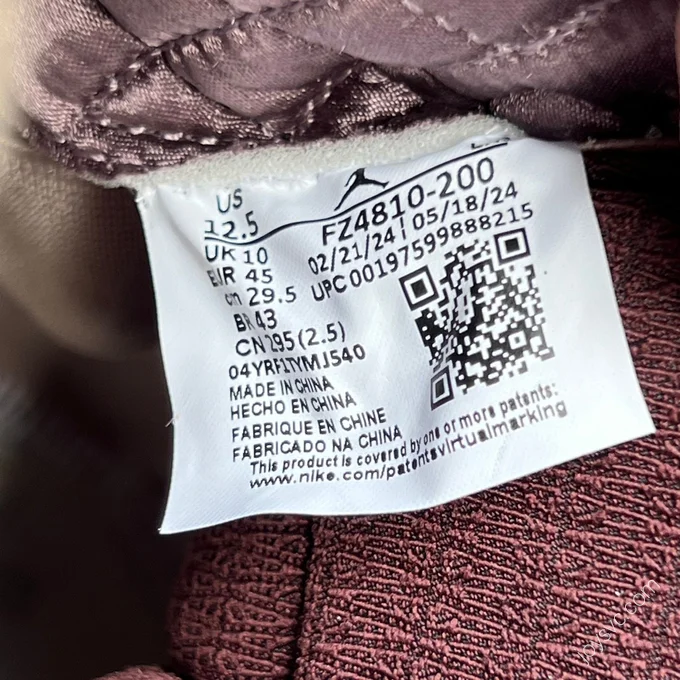 US
12.5
UK 10
EUR 45
cm 29.5
BR 43
CN 295 (2.5)
04YRF1TYMJ540
FZ4810-200
02/21/24 | 05/18/24
UPC 00197599888215
MADE IN CHINA
HECHO EN CHINA
FABRIQUE EN CHINE
FABRICADO NA CHINA
This product is covered by one or more patents:
www.nike.com/patentsvirtualmarking